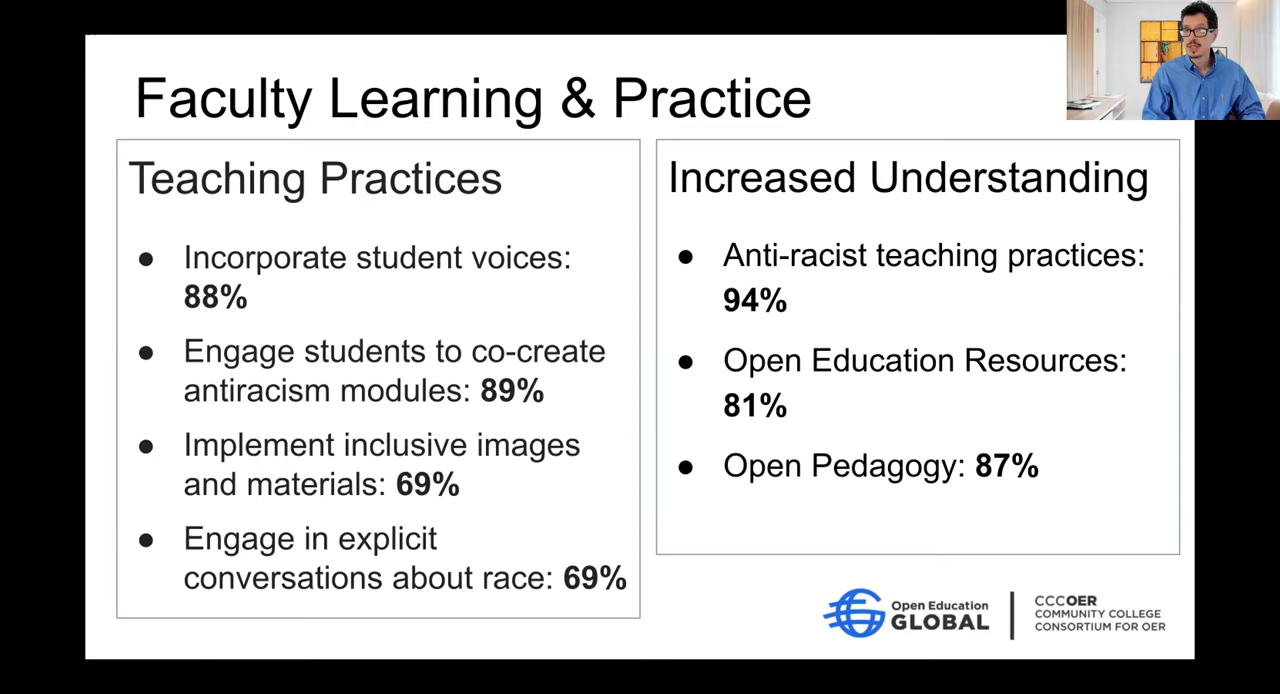 Faculty Learning & Practice
Teaching Practices
● Incorporate student voices:
88%
● Engage students to co-create
antiracism modules: 89%
● Implement inclusive images
and materials: 69%
● Engage in explicit
conversations about race: 69%
Increased Understanding
● Anti-racist teaching practices:
94%
● Open Education Resources:
81%
● Open Pedagogy: 87%
Open Education
GLOBAL
CCCOER
COMMUNITY COLLEGE
CONSORTIUM FOR OER